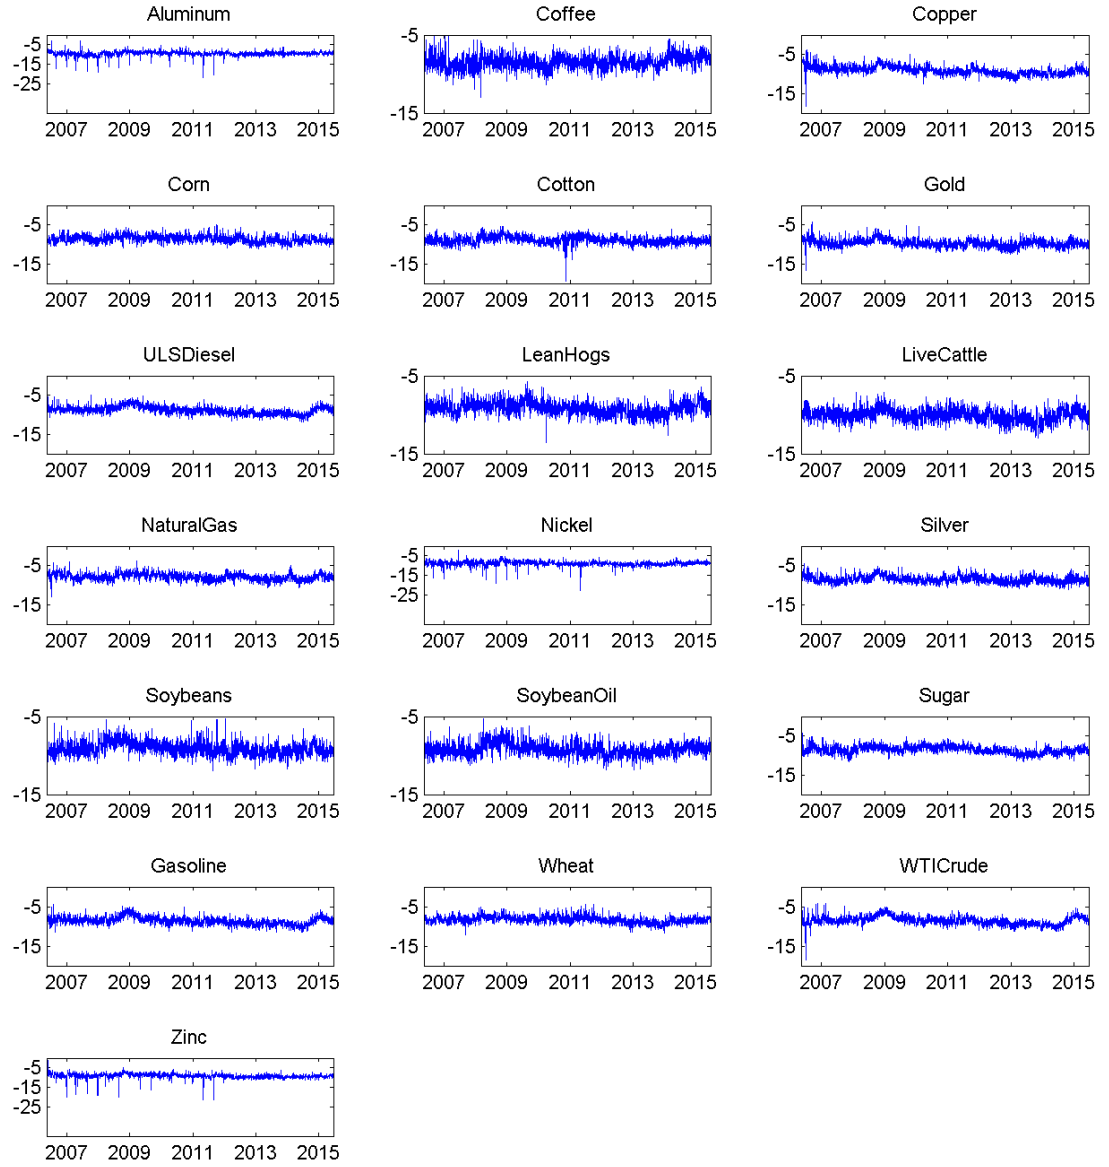 Aluminum Coffee Copper
-5 -5 -5
-15
-25
-15 -15
2007 2009 2011 2013 2015 2007 2009 2011 2013 2015 2007 2009 2011 2013 2015
Corn Cotton Gold
-5 -5 -5
-15 -15 -15
2007 2009 2011 2013 2015 2007 2009 2011 2013 2015 2007 2009 2011 2013 2015
ULSDiesel LeanHogs LiveCattle
-5 -5 -5
-15 -15 -15
2007 2009 2011 2013 2015 2007 2009 2011 2013 2015 2007 2009 2011 2013 2015
NaturalGas Nickel Silver
-5 -5 -5
-15 -15 -15
-25
2007 2009 2011 2013 2015 2007 2009 2011 2013 2015 2007 2009 2011 2013 2015
Soybeans SoybeanOil Sugar
-5 -5 -5
-15 -15 -15
2007 2009 2011 2013 2015 2007 2009 2011 2013 2015 2007 2009 2011 2013 2015
Gasoline Wheat WTICrude
-5 -5 -5
-15 -15 -15
2007 2009 2011 2013 2015 2007 2009 2011 2013 2015 2007 2009 2011 2013 2015
Zinc
-5
-15
-25
2007 2009 2011 2013 2015